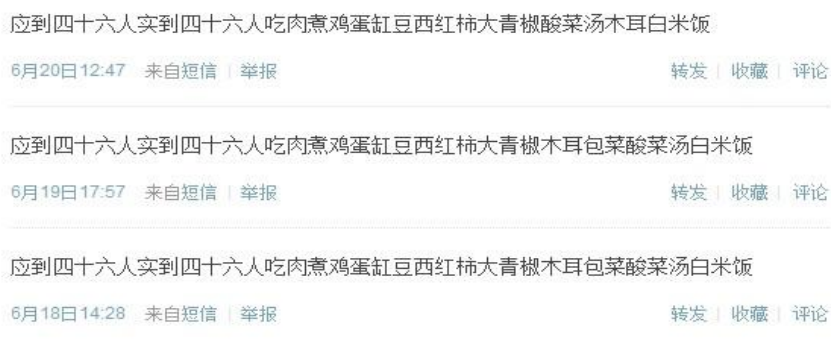 应到四十六人实到四十六人吃肉煮鸡蛋缸豆西红柿大青椒酸菜汤木耳白米饭
6月20日12:47 来自短信 | 举报 转发 | 收藏 | 评论
应到四十六人实到四十六人吃肉煮鸡蛋缸豆西红柿大青椒木耳包菜酸菜汤白米饭
6月19日17:57 来自短信 | 举报 转发 | 收藏 | 评论
应到四十六人实到四十六人吃肉煮鸡蛋缸豆西红柿大青椒木耳包菜酸菜汤白米饭
6月18日14:28 来自短信 | 举报 转发 | 收藏 | 评论